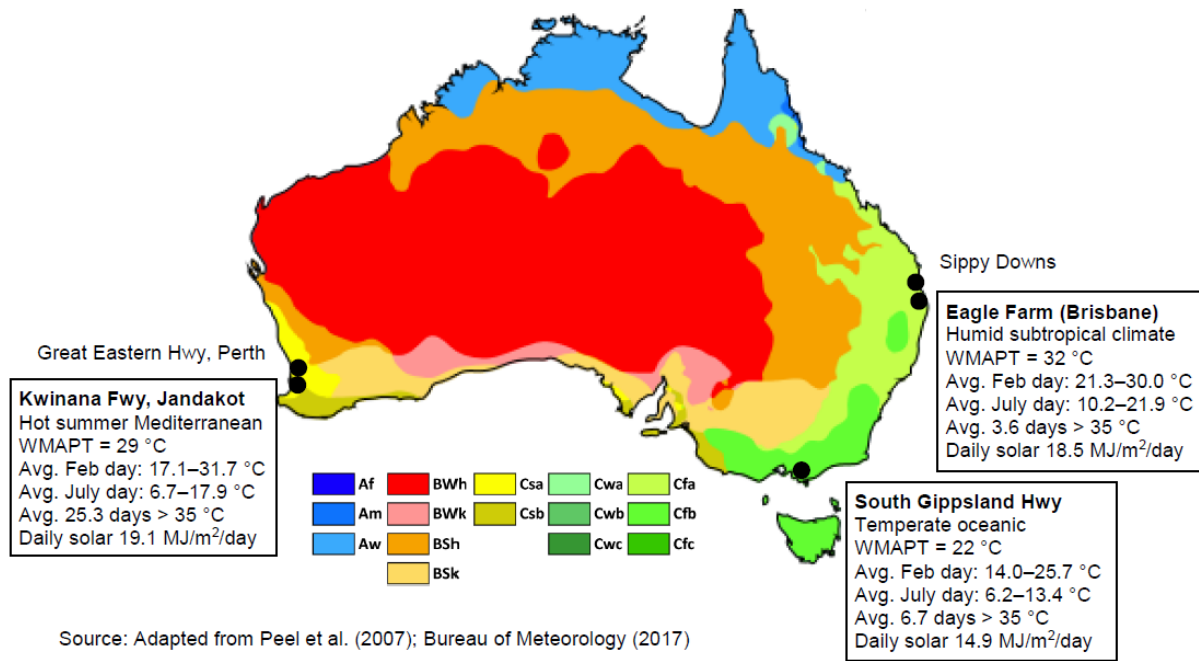 Sippy Downs
Eagle Farm (Brisbane)
Humid subtropical climate
WMAPT = 32 °C
Avg. Feb day: 21.3–30.0 °C
Avg. July day: 10.2–21.9 °C
Avg. 3.6 days > 35 °C
Daily solar 18.5 MJ/m²/day
Great Eastern Hwy, Perth
Kwinana Fwy, Jandakot
Hot summer Mediterranean
WMAPT = 29 °C
Avg. Feb day: 17.1–31.7 °C
Avg. July day: 6.7–17.9 °C
Avg. 25.3 days > 35 °C
Daily solar 19.1 MJ/m²/day
Af BWh Csa Cwa Cfa
Am BWk Csb Cwb Cfb
Aw BSh Cwc Cfc
BSk
South Gippsland Hwy
Temperate oceanic
WMAPT = 22 °C
Avg. Feb day: 14.0–25.7 °C
Avg. July day: 6.2–13.4 °C
Avg. 6.7 days > 35 °C
Daily solar 14.9 MJ/m²/day
Source: Adapted from Peel et al. (2007); Bureau of Meteorology (2017)